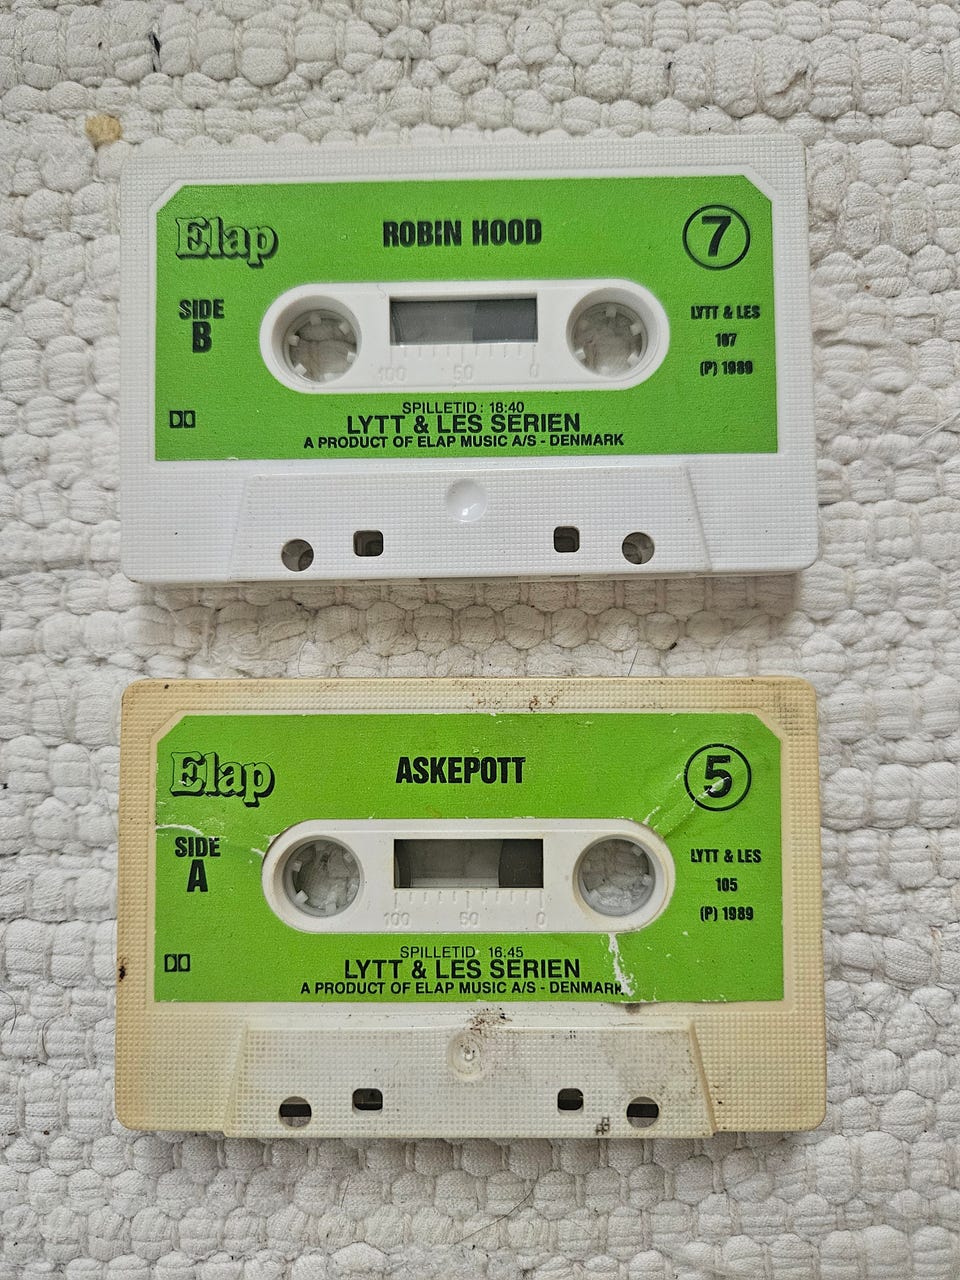 Elap
ROBIN HOOD
7
SIDE
B
LYTT & LES
107
(P) 1989
100 50 0
SPILLETID: 18:40
LYTT & LES SERIEN
A PRODUCT OF ELAP MUSIC A/S - DENMARK
Elap
ASKEPOTT
5
SIDE
A
LYTT & LES
105
(P) 1989
100 50 0
SPILLETID: 16:45
LYTT & LES SERIEN
A PRODUCT OF ELAP MUSIC A/S - DENMARK